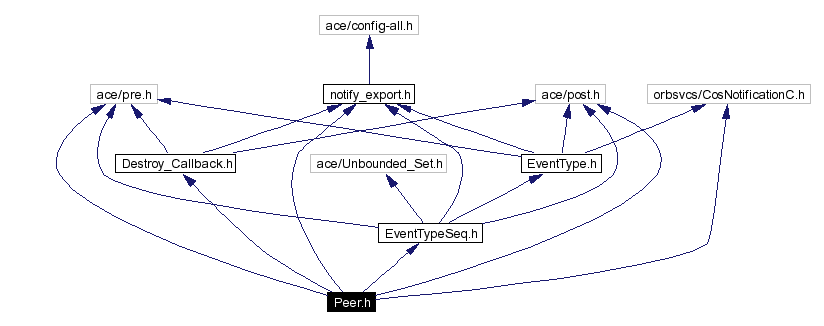 ace/config-all.h
ace/pre.h
notify_export.h
ace/post.h
orbsvcs/CosNotificationC.h
Destroy_Callback.h
ace/Unbounded_Set.h
EventType.h
EventTypeSeq.h
Peer.h